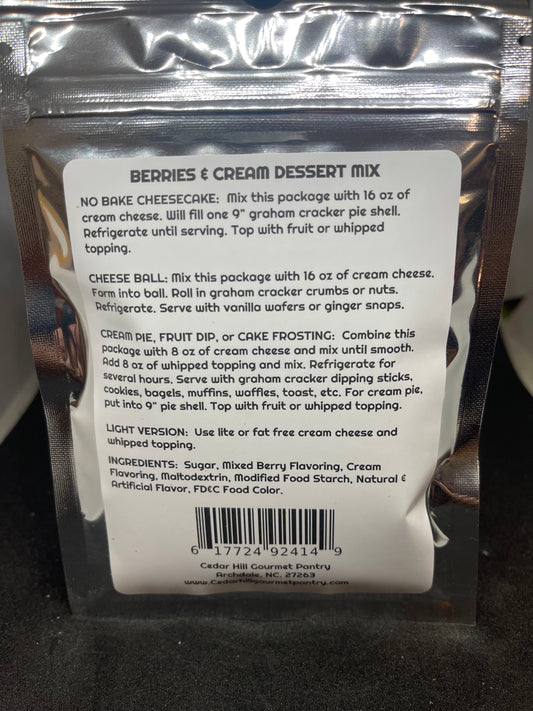 BERRIES & CREAM DESSERT MIX
NO BAKE CHEESECAKE: Mix this package with 16 oz of
cream cheese. Will fill one 9" graham cracker pie shell.
Refrigerate until serving. Top with fruit or whipped
topping.
CHEESE BALL: Mix this package with 16 oz of cream cheese.
Form into ball. Roll in graham cracker crumbs or nuts.
Refrigerate. Serve with vanilla wafers or ginger snaps.
CREAM PIE, FRUIT DIP, or CAKE FROSTING: Combine this
package with 8 oz of cream cheese and mix until smooth.
Add 8 oz of whipped topping and mix. Refrigerate for
several hours. Serve with graham cracker dipping sticks,
cookies, bagels, muffins, waffles, toast, etc. For cream pie,
put into 9" pie shell. Top with fruit or whipped topping.
LIGHT VERSION: Use lite or fat free cream cheese and
whipped topping.
INGREDIENTS: Sugar, Mixed Berry Flavoring, Cream
Flavoring, Maltodextrin, Modified Food Starch, Natural &
Artificial Flavor, FD&C Food Color.
6 17724 92414 9
Cedar Hill Gourmet Pantry
Archdale, NC. 27263
www.Cedarhillgourmetpantry.com